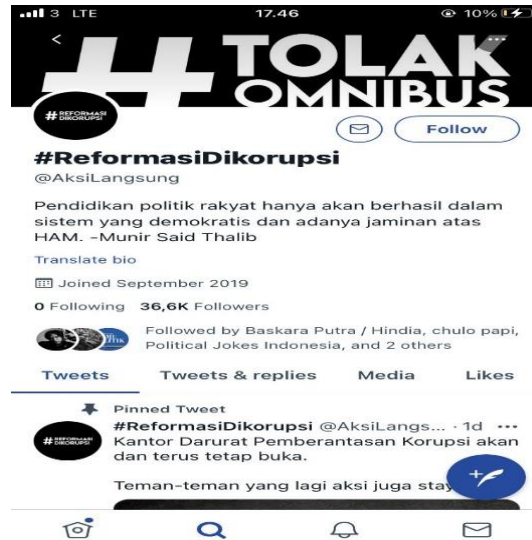 3 LTE 17.46 10%
#TOLAK
OMNIBUS
#REFORMASI
DIKORUPSI
Follow
#ReformasiDikorupsi
@AksiLangsung
Pendidikan politik rakyat hanya akan berhasil dalam
sistem yang demokratis dan adanya jaminan atas
HAM. -Munir Said Thalib
Translate bio
Joined September 2019
0 Following 36,6K Followers
Followed by Baskara Putra / Hindia, chulo papi,
Political Jokes Indonesia, and 2 others
Tweets Tweets & replies Media Likes
Pinned Tweet
#ReformasiDikorupsi @AksiLangs... · 1d
#REFORMASI
DIKORUPSI
Kantor Darurat Pemberantasan Korupsi akan
dan terus tetap buka.
Teman-teman yang lagi aksi juga stay